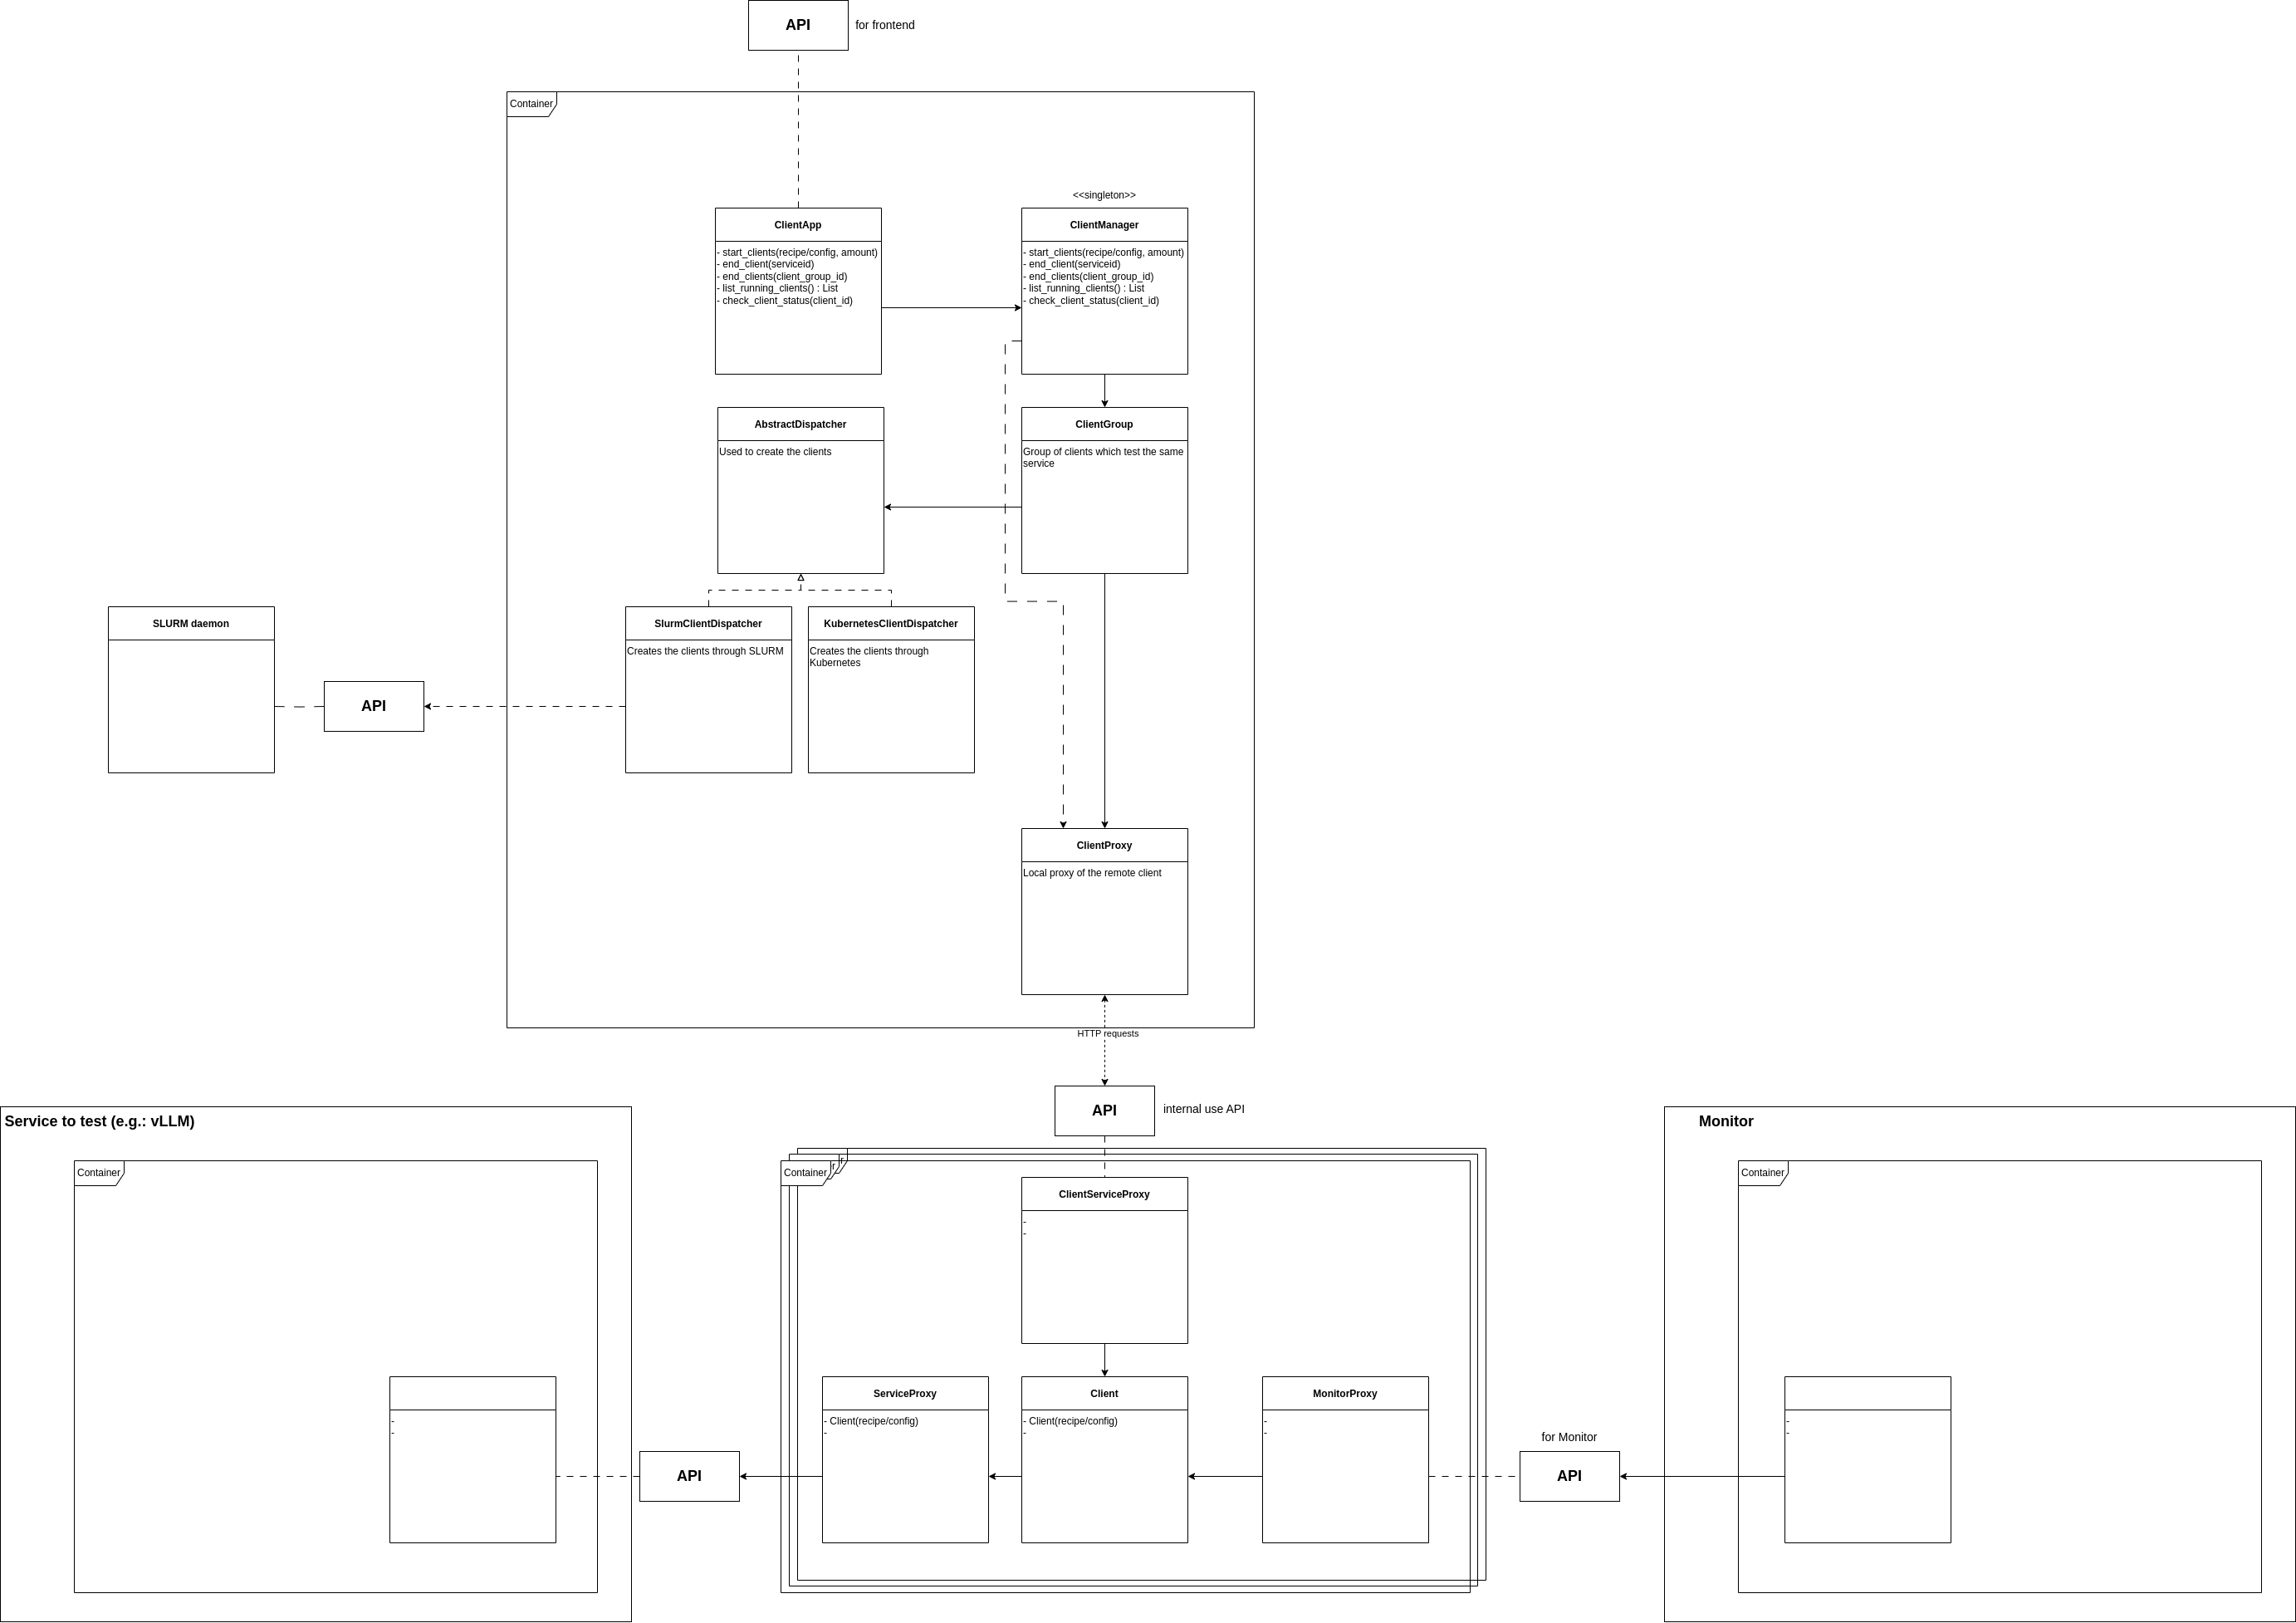 API
for frontend
Container
<<singleton>>
ClientApp
- start_clients(recipe/config, amount)
- end_client(serviceid)
- end_clients(client_group_id)
- list_running_clients() : List
- check_client_status(client_id)
ClientManager
- start_clients(recipe/config, amount)
- end_client(serviceid)
- end_clients(client_group_id)
- list_running_clients() : List
- check_client_status(client_id)
AbstractDispatcher
Used to create the clients
ClientGroup
Group of clients which test the same
service
SLURM daemon
API
SlurmClientDispatcher
Creates the clients through SLURM
KubernetesClientDispatcher
Creates the clients through
Kubernetes
ClientProxy
Local proxy of the remote client
HTTP requests
API
internal use API
Service to test (e.g.: vLLM)
Container
Container
r
r
ClientServiceProxy
-
-
Monitor
Container
-
-
API
ServiceProxy
- Client(recipe/config)
-
Client
- Client(recipe/config)
-
MonitorProxy
-
-
for Monitor
API
-
-